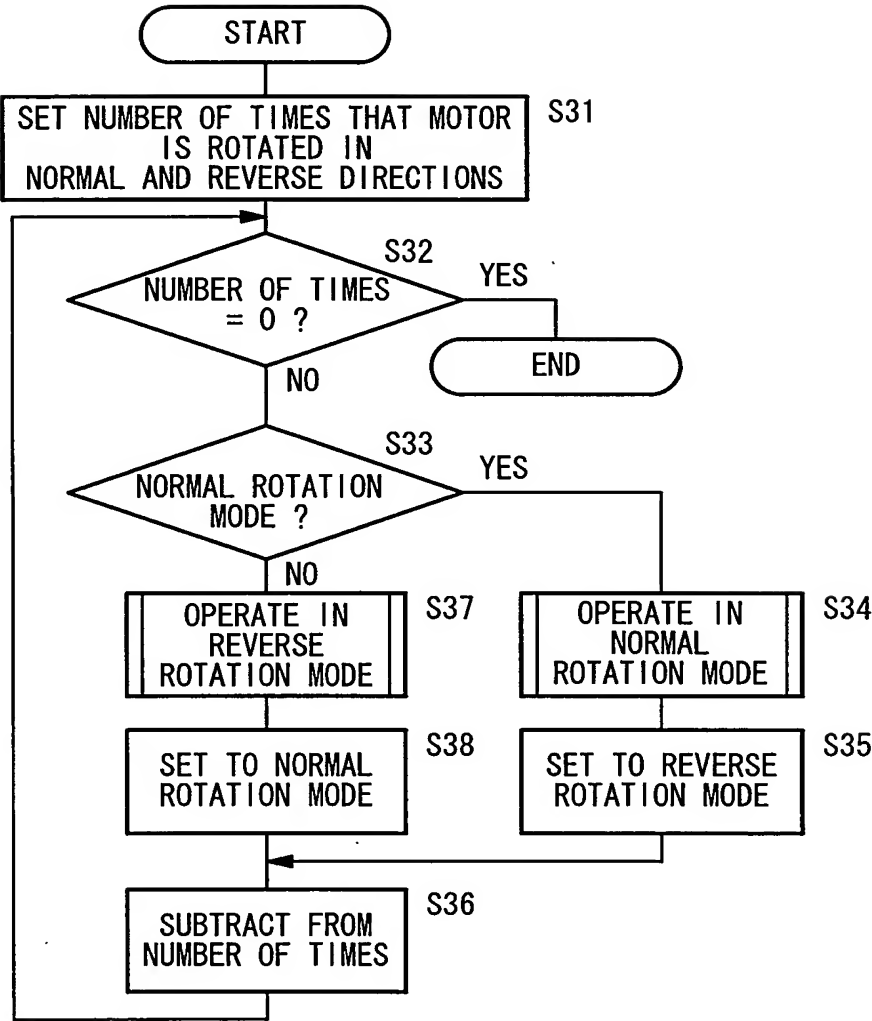 START
SET NUMBER OF TIMES THAT MOTOR
IS ROTATED IN
NORMAL AND REVERSE DIRECTIONS
S31
S32
NUMBER OF TIMES
= 0 ?
YES
END
NO
S33
NORMAL ROTATION
MODE ?
YES
NO
OPERATE IN
REVERSE
ROTATION MODE
S37
OPERATE IN
NORMAL
ROTATION MODE
S34
SET TO NORMAL
ROTATION MODE
S38
SET TO REVERSE
ROTATION MODE
S35
SUBTRACT FROM
NUMBER OF TIMES
S36